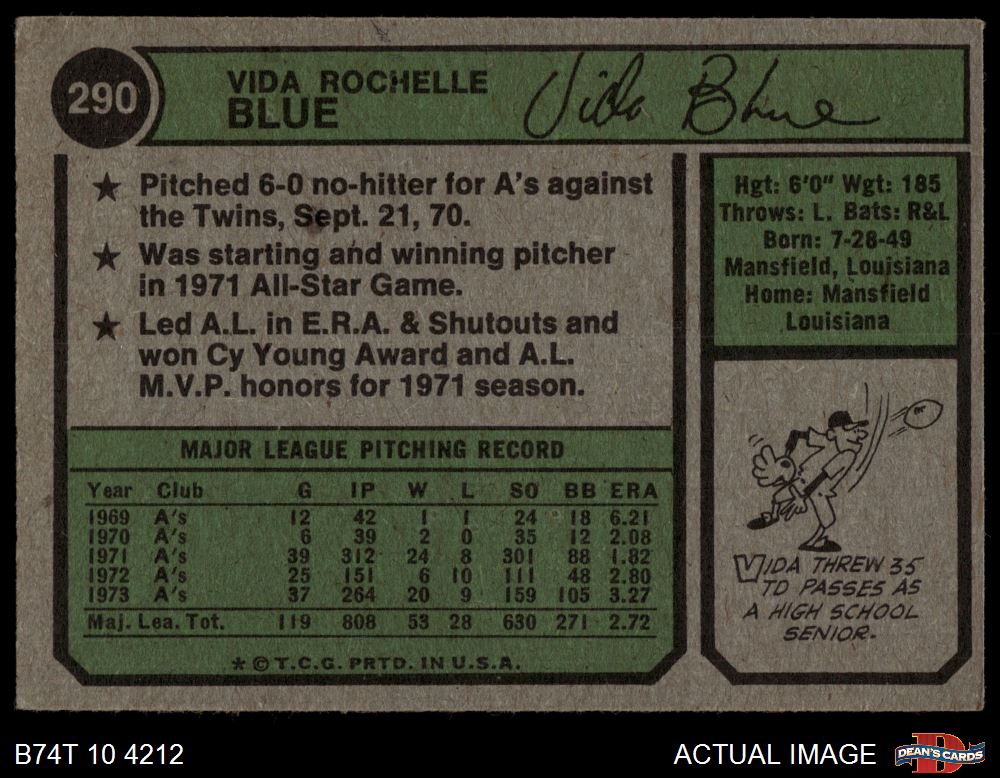 290
VIDA ROCHELLE
BLUE
Vida Blue
★ Pitched 6-0 no-hitter for A's against
the Twins, Sept. 21, 70.
★ Was starting and winning pitcher
in 1971 All-Star Game.
★ Led A.L. in E.R.A. & Shutouts and
won Cy Young Award and A.L.
M.V.P. honors for 1971 season.
Hgt: 6'0" Wgt: 185
Throws: L. Bats: R&L
Born: 7-28-49
Mansfield, Louisiana
Home: Mansfield
Louisiana
MAJOR LEAGUE PITCHING RECORD
Year Club G IP W L SO BB ERA
1969 A's 12 42 1 1 24 18 6.21
1970 A's 6 39 2 0 35 12 2.08
1971 A's 39 312 24 8 301 88 1.82
1972 A's 25 151 6 10 111 48 2.80
1973 A's 37 264 20 9 159 105 3.27
Maj. Lea. Tot. 119 808 53 28 630 271 2.72
* © T.C.G. PRTD. IN U.S.A.
VIDA THREW 35
TD PASSES AS
A HIGH SCHOOL
SENIOR.
B74T 10 4212
ACTUAL IMAGE
DEAN'S CARDS